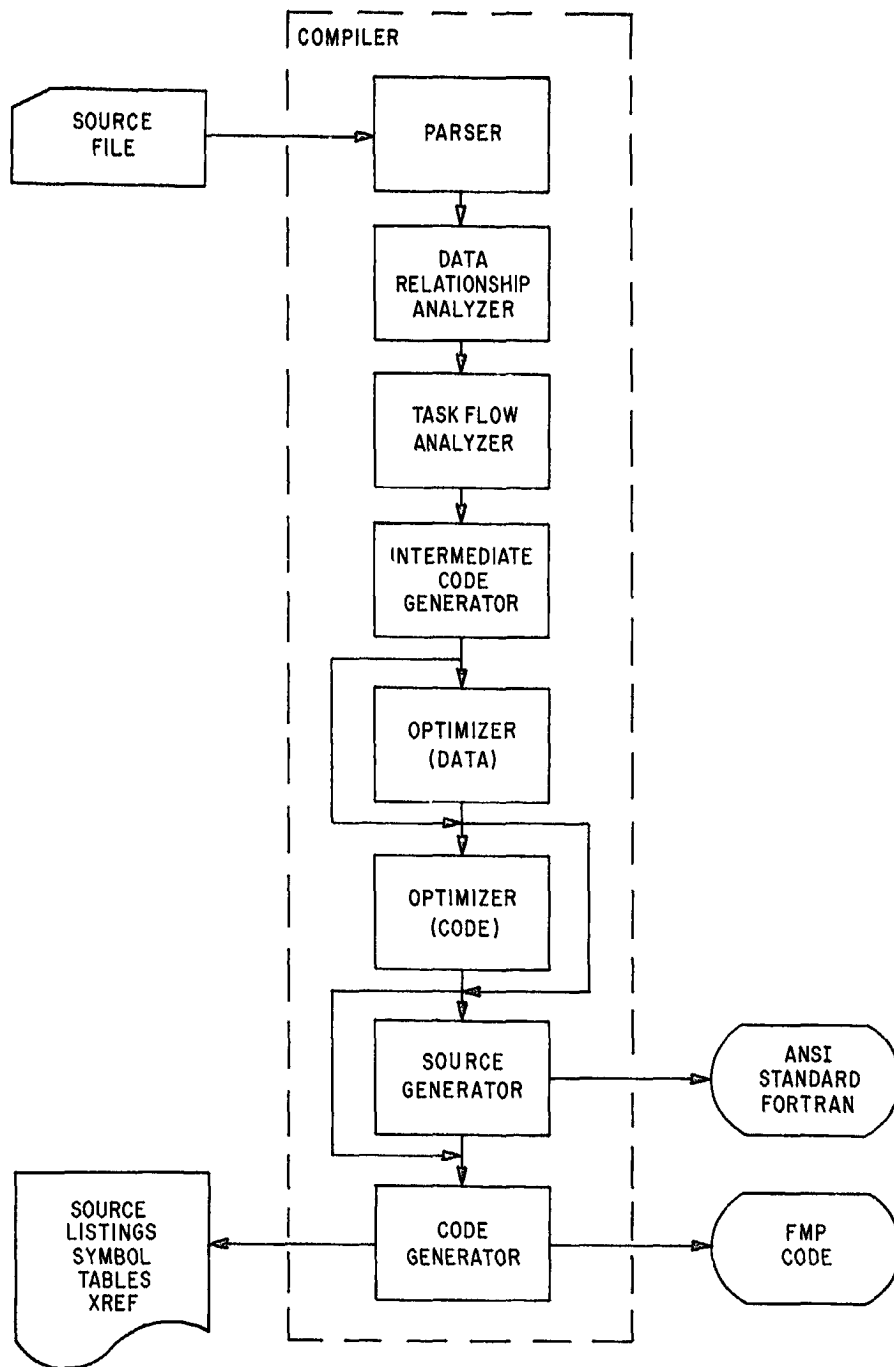 COMPILER
SOURCE
FILE
PARSER
DATA
RELATIONSHIP
ANALYZER
TASK FLOW
ANALYZER
INTERMEDIATE
CODE
GENERATOR
OPTIMIZER
(DATA)
OPTIMIZER
(CODE)
SOURCE
GENERATOR
ANSI
STANDARD
FORTRAN
SOURCE
LISTINGS
SYMBOL
TABLES
XREF
CODE
GENERATOR
FMP
CODE